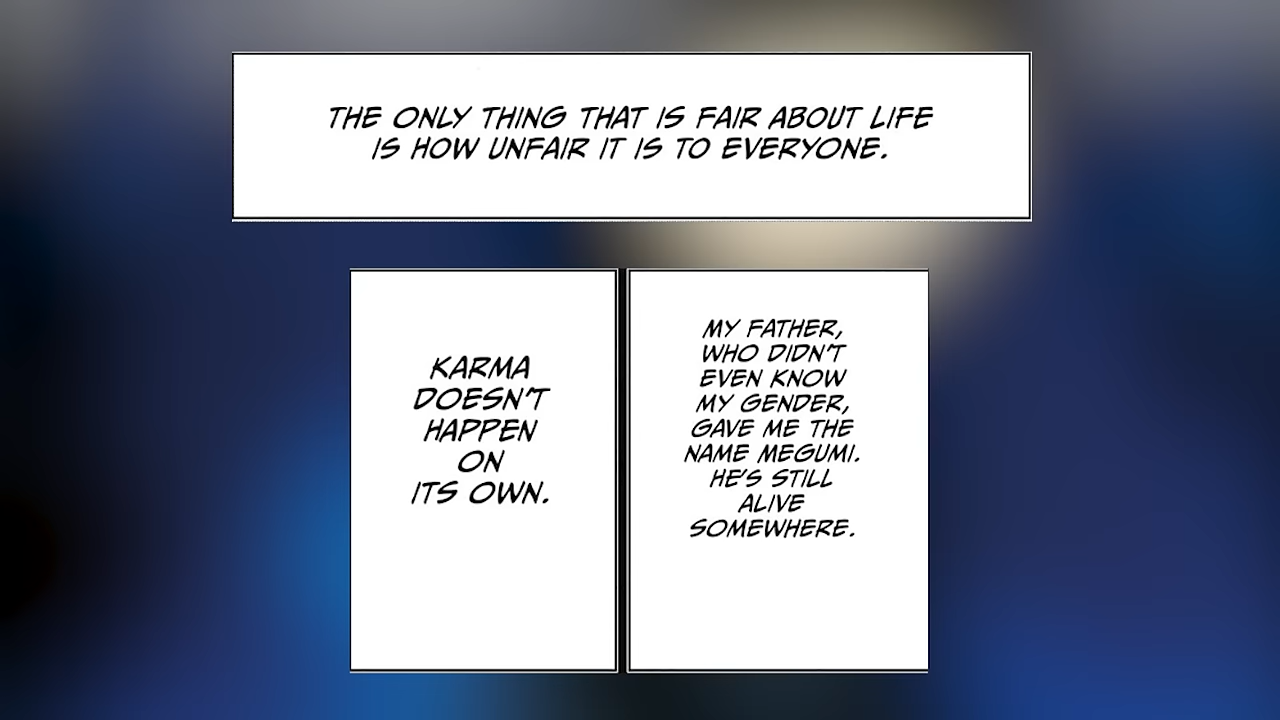 THE ONLY THING THAT IS FAIR ABOUT LIFE
IS HOW UNFAIR IT IS TO EVERYONE.
KARMA
DOESN'T
HAPPEN
ON
ITS OWN.
MY FATHER,
WHO DIDN'T
EVEN KNOW
MY GENDER,
GAVE ME THE
NAME MEGUMI.
HE'S STILL
ALIVE
SOMEWHERE.